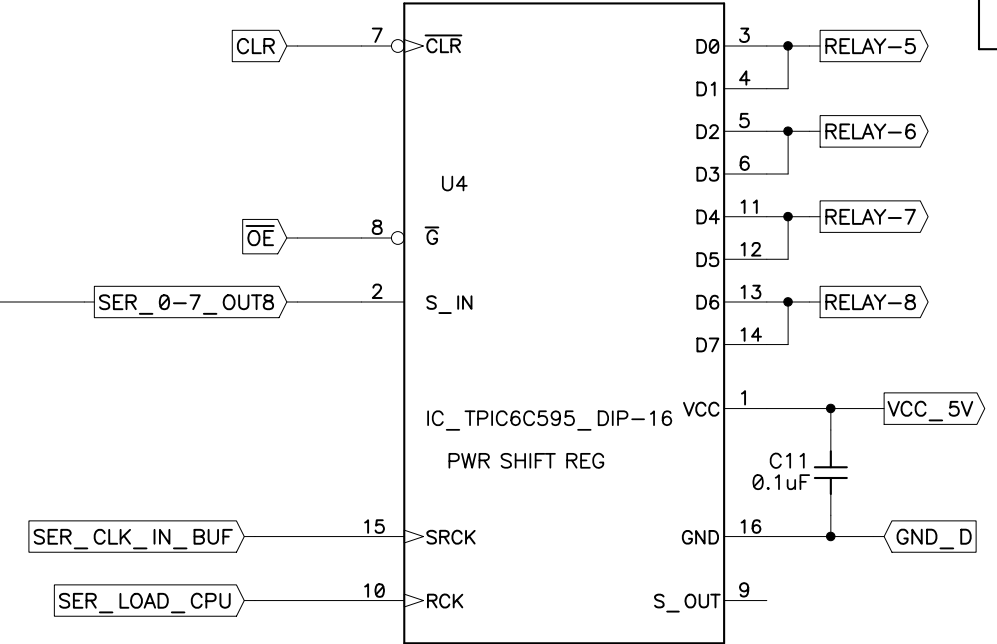 CLR 7 CLR D0 3 RELAY-5
D1 4
D2 5 RELAY-6
D3 6
U4
D4 11 RELAY-7
OE 8 G
D5 12
SER_0-7_OUT8 2 S_IN D6 13 RELAY-8
D7 14
VCC 1 VCC_5V
IC_TPIC6C595_DIP-16
PWR SHIFT REG
C11
0.1uF
SER_CLK_IN_BUF 15 SRCK GND 16 GND_D
SER_LOAD_CPU 10 RCK S_OUT 9